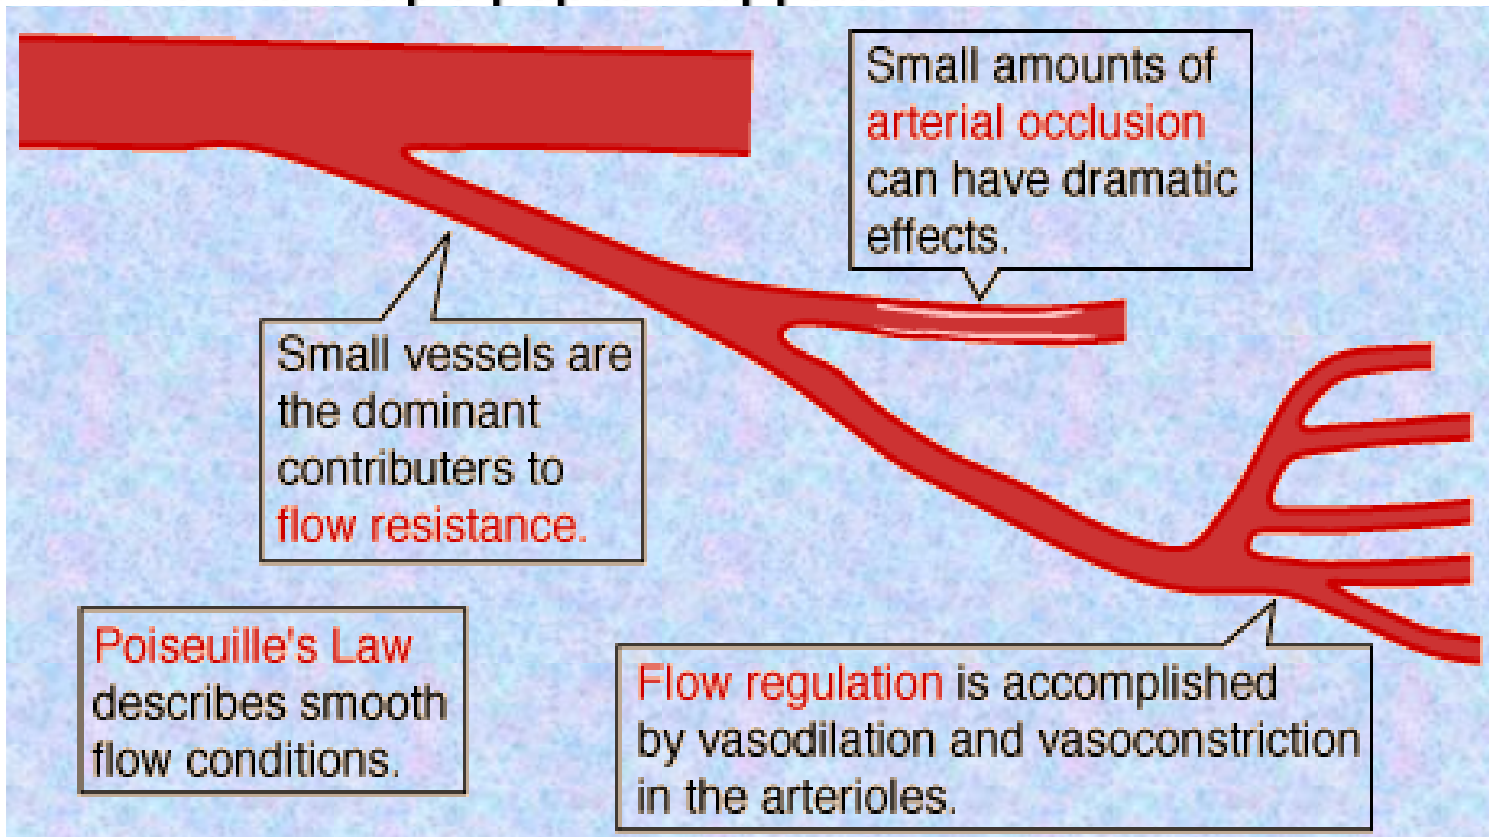 Small amounts of
arterial occlusion
can have dramatic
effects.
Small vessels are
the dominant
contributers to
flow resistance.
Poiseuille's Law
describes smooth
flow conditions.
Flow regulation is accomplished
by vasodilation and vasoconstriction
in the arterioles.